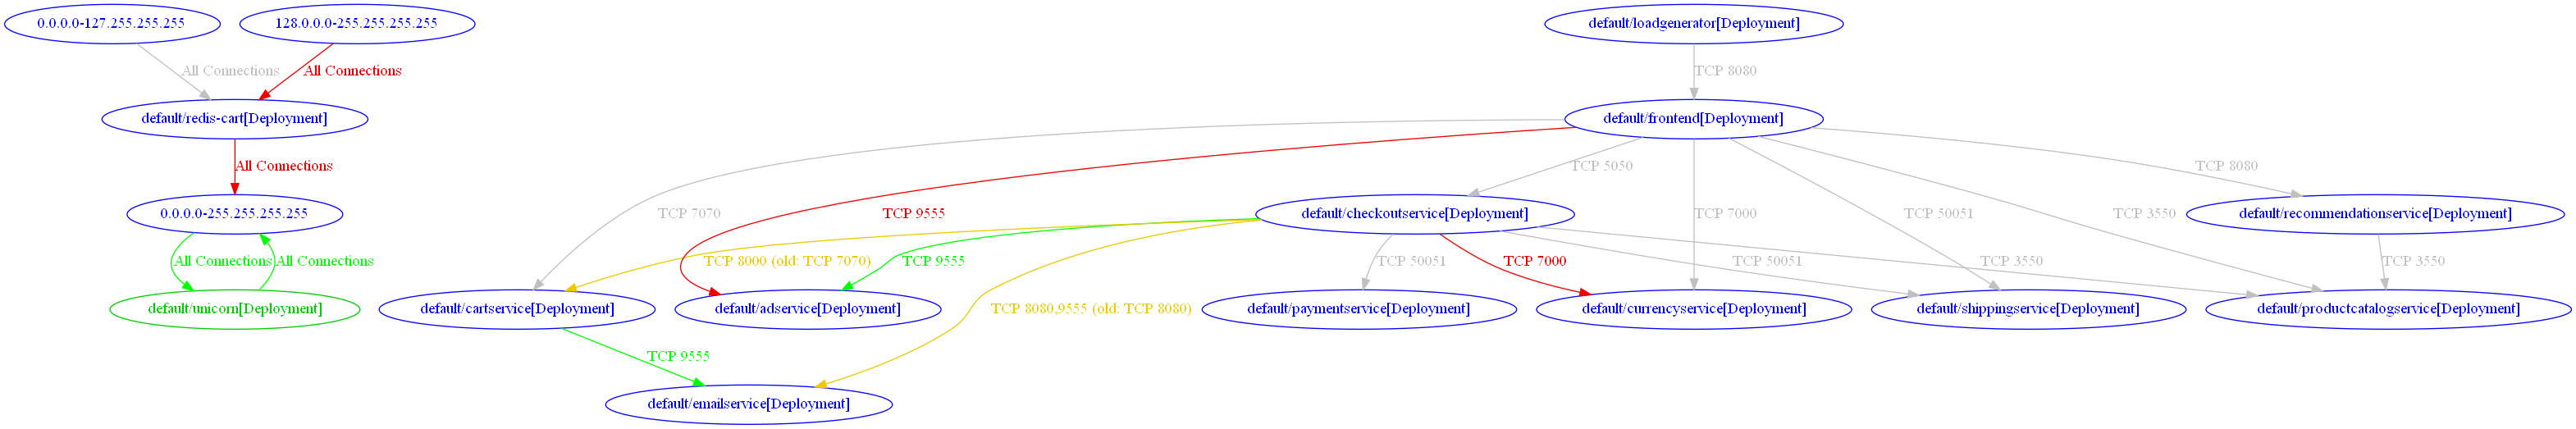 0.0.0.0-127.255.255.255
128.0.0.0-255.255.255.255
default/loadgenerator[Deployment]
All Connections
All Connections
TCP 8080
default/redis-cart[Deployment]
default/frontend[Deployment]
All Connections
TCP 5050
TCP 8080
0.0.0.0-255.255.255.255
TCP 7070
TCP 9555
default/checkoutservice[Deployment]
TCP 7000
TCP 50051
TCP 3550
default/recommendationservice[Deployment]
All Connections
All Connections
TCP 8000 (old: TCP 7070)
TCP 9555
TCP 50051
TCP 7000
TCP 50051
TCP 3550
TCP 3550
default/unicorn[Deployment]
default/cartservice[Deployment]
default/adservice[Deployment]
TCP 8080,9555 (old: TCP 8080)
default/paymentservice[Deployment]
default/currencyservice[Deployment]
default/shippingservice[Deployment]
default/productcatalogservice[Deployment]
TCP 9555
default/emailservice[Deployment]